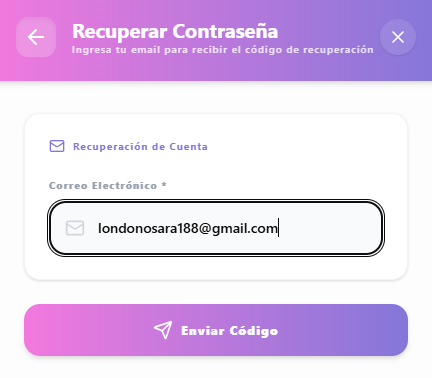 Recuperar Contraseña
Ingresa tu email para recibir el código de recuperación
Recuperación de Cuenta
Correo Electrónico *
londonosara188@gmail.com
Enviar Código